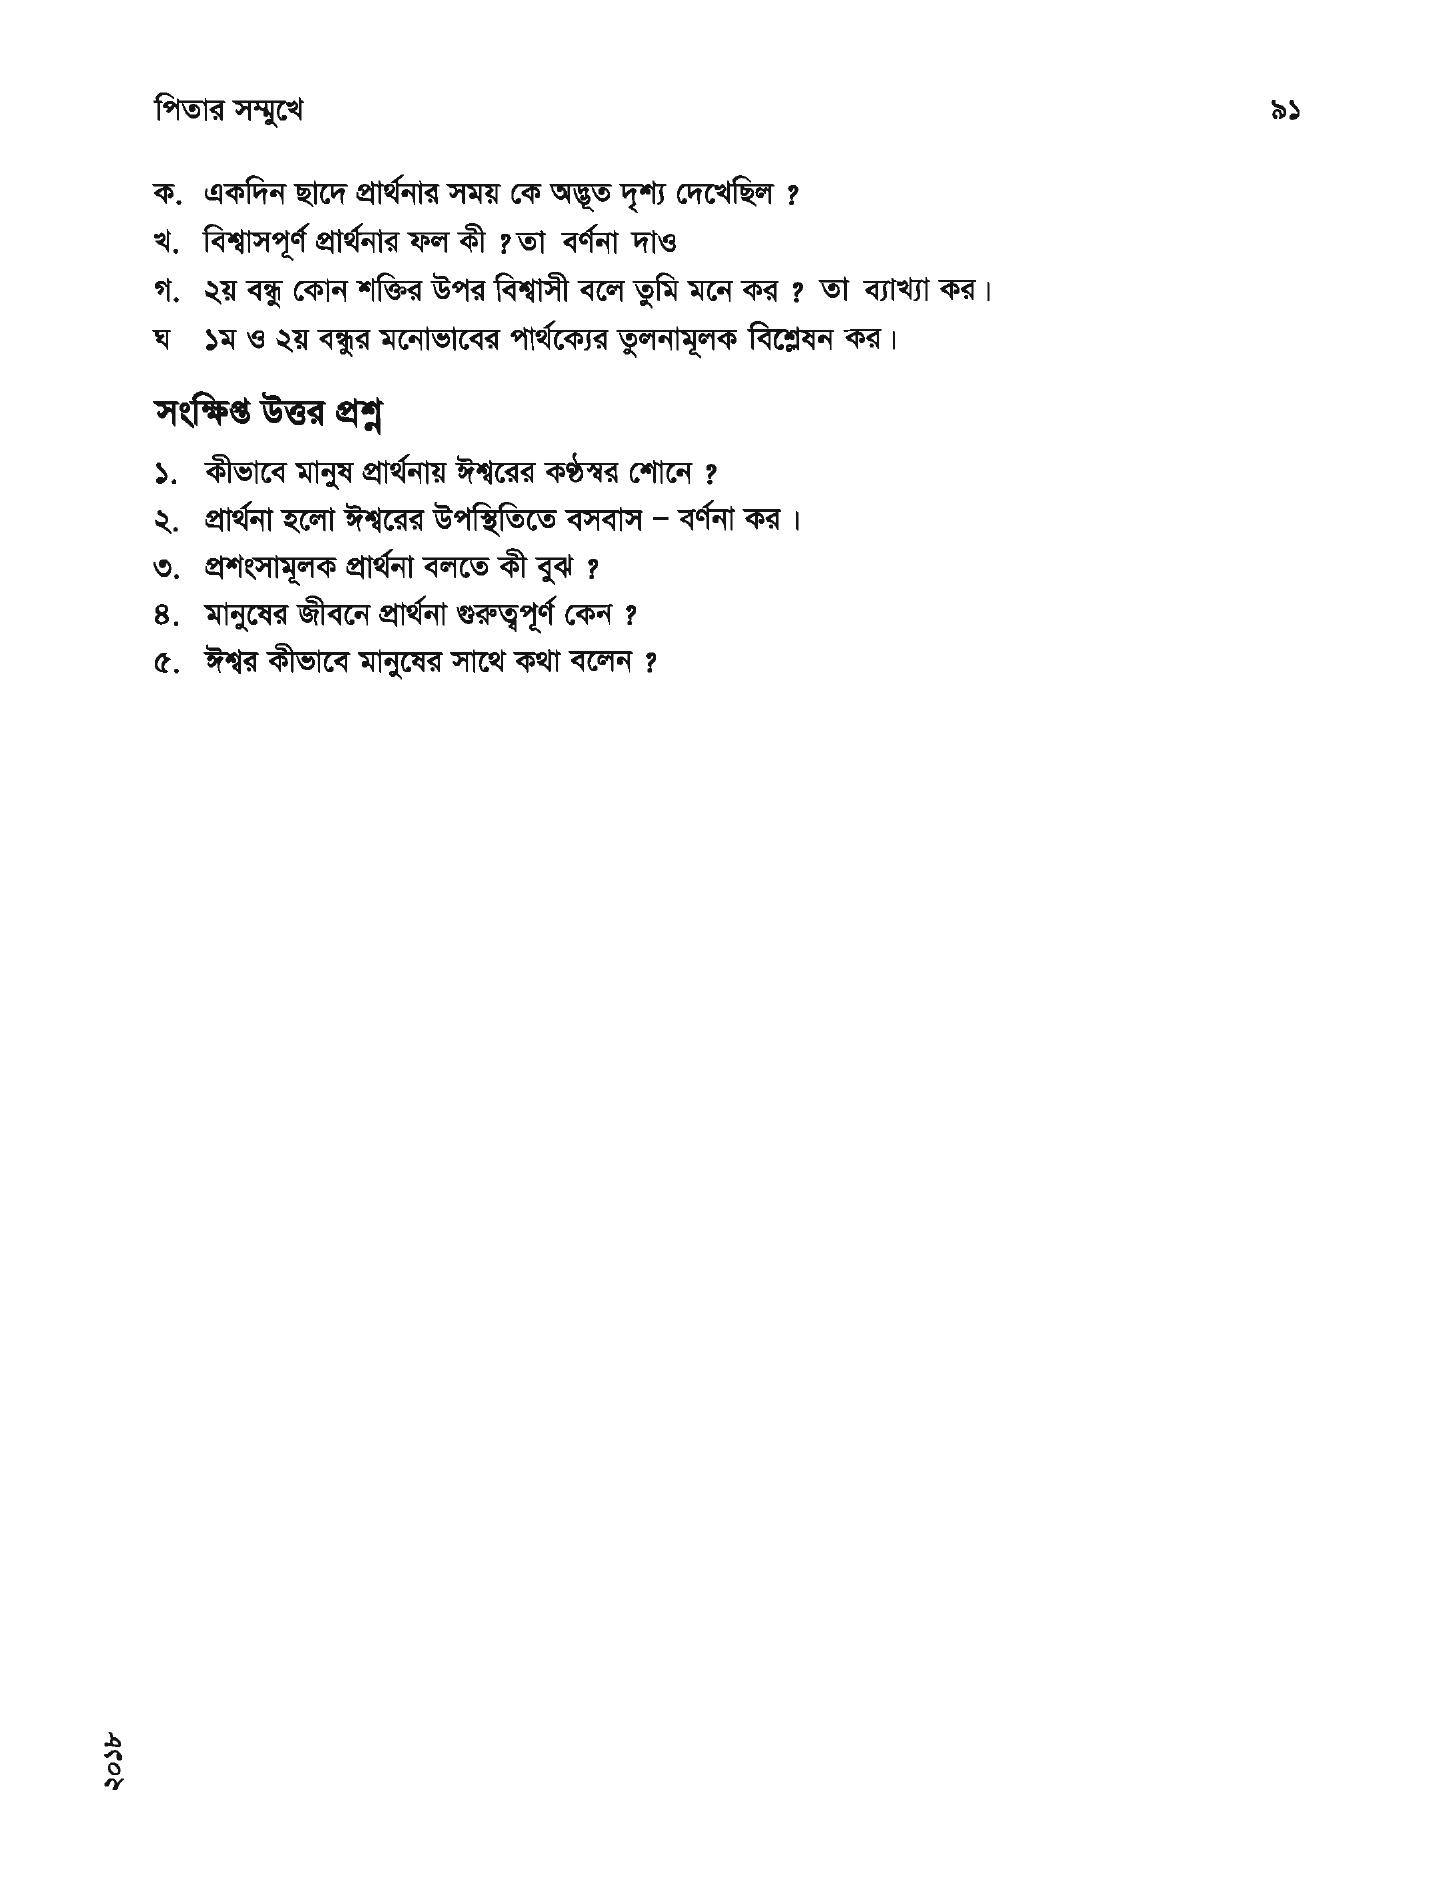 পিতার সম্মুখে ৯১
ক. একদিন ছাদে প্রার্থনার সময় কে অদ্ভূত দৃশ্য দেখেছিল ?
খ. বিশ্বাসপূর্ণ প্রার্থনার ফল কী ? তা বর্ণনা দাও
গ. ২য় বন্ধু কোন শক্তির উপর বিশ্বাসী বলে তুমি মনে কর ? তা ব্যাখ্যা কর।
ঘ ১ম ও ২য় বন্ধুর মনোভাবের পার্থক্যের তুলনামূলক বিশ্লেষন কর।
সংক্ষিপ্ত উত্তর প্রশ্ন
১. কীভাবে মানুষ প্রার্থনায় ঈশ্বরের কণ্ঠস্বর শোনে ?
২. প্রার্থনা হলো ঈশ্বরের উপস্থিতিতে বসবাস – বর্ণনা কর ।
৩. প্রশংসামূলক প্রার্থনা বলতে কী বুঝ ?
৪. মানুষের জীবনে প্রার্থনা গুরুত্বপূর্ণ কেন ?
৫. ঈশ্বর কীভাবে মানুষের সাথে কথা বলেন ?
২০১৮